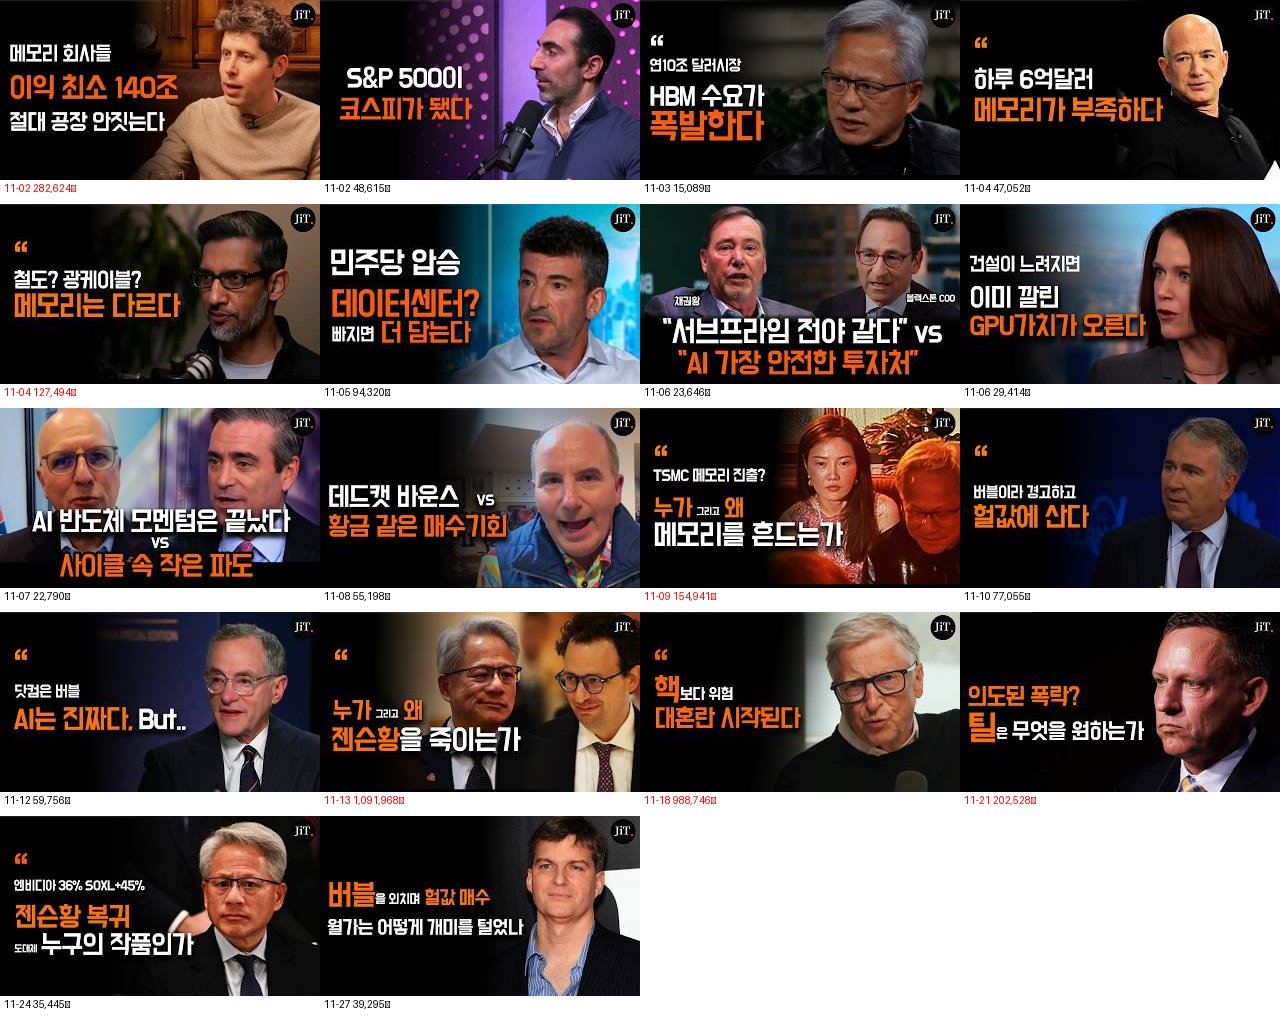 메모리 회사들
이익 최소 140조
절대 공장 안짓는다
JiT.
11-02 282,624
S&P 5000이
코스피가 됐다
JiT.
11-02 48,615
“
연10조 달러시장
HBM 수요가
폭발한다
JiT.
11-03 15,089
“
하루 6억달러
메모리가 부족하다
JiT.
11-04 47,052
“
철도? 광케이블?
메모리는 다르다
JiT.
11-04 127,494
민주당 압승
데이터센터?
빠지면 더 담는다
JiT.
11-05 94,320
채권왕
블랙스톤 COO
“서브프라임 전야 같다” vs
“AI 가장 안전한 투자처”
JiT.
11-06 23,646
건설이 느려지면
이미 깔린
GPU가치가 오른다
JiT.
11-06 29,414
AI 반도체 모멘텀은 끝났다
vs
사이클 속 작은 파도
JiT.
11-07 22,790
데드캣 바운스 vs
황금 같은 매수기회
JiT.
11-08 55,198
“
TSMC 메모리 진출?
누가 그리고 왜
메모리를 흔드는가
JiT.
11-09 154,941
“
버블이라 경고하고
헐값에 산다
JiT.
11-10 77,055
“
닷컴은 버블
AI는 진짜다. But..
JiT.
11-12 59,756
“
누가 그리고 왜
젠슨황을 죽이는가
JiT.
11-13 1,091,968
“
핵보다 위험
대혼란 시작된다
JiT.
11-18 988,746
의도된 폭락?
틸은 무엇을 원하는가
JiT.
11-21 202,528
“
엔비디아 36% SOXL+45%
젠슨황 복귀
도대체 누구의 작품인가
JiT.
11-24 35,445
버블을 외치며 헐값 매수
월가는 어떻게 개미를 털었나
JiT.
11-27 39,295